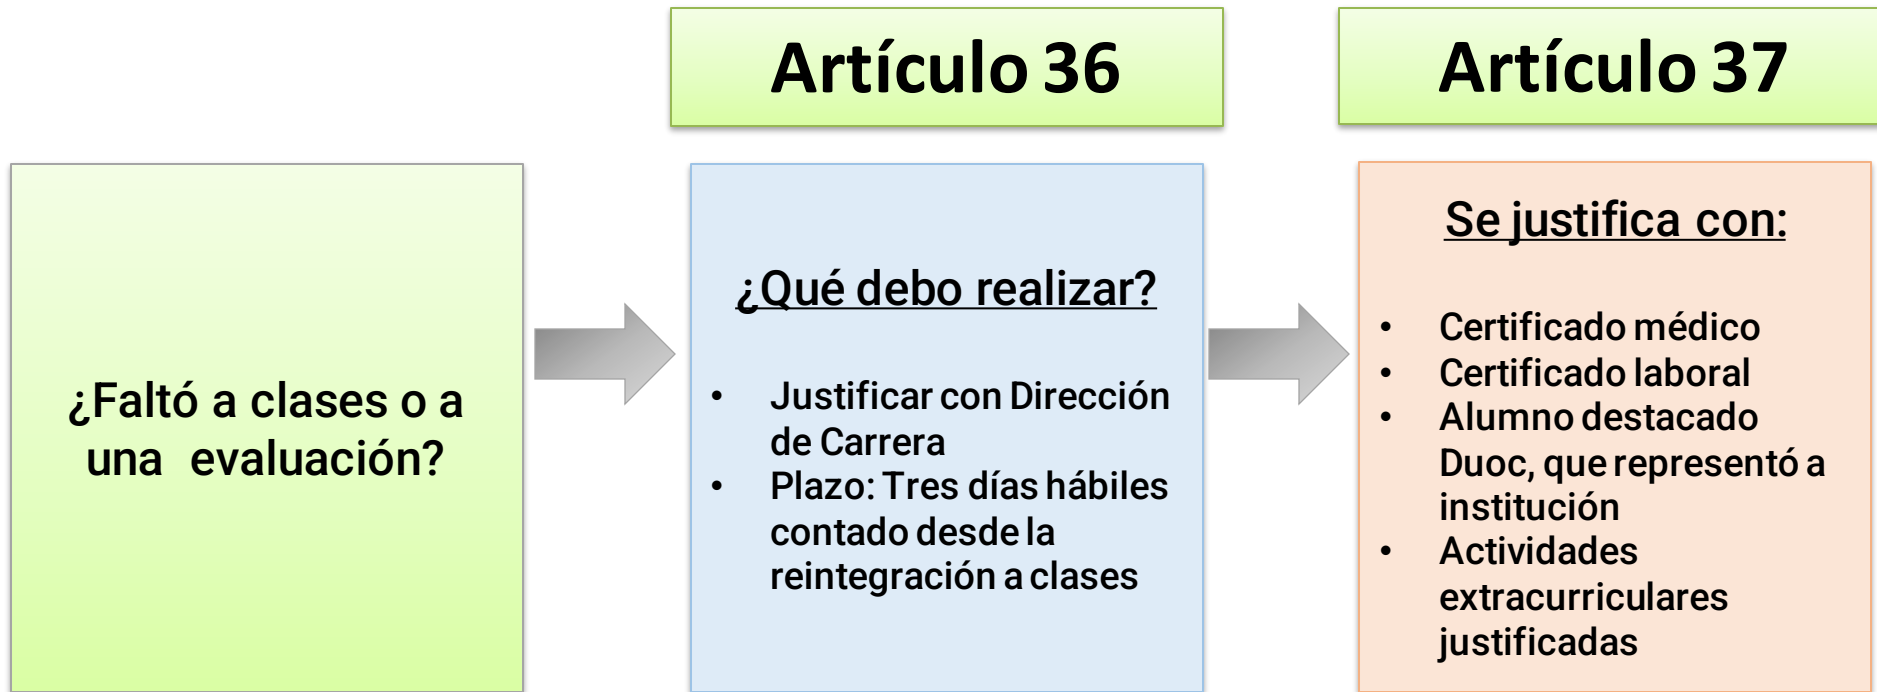 Artículo 36
Artículo 37
¿Faltó a clases o a
una evaluación?
¿Qué debo realizar?
• Justificar con Dirección
de Carrera
• Plazo: Tres días hábiles
contado desde la
reintegración a clases
Se justifica con:
• Certificado médico
• Certificado laboral
• Alumno destacado
Duoc, que representó a
institución
• Actividades
extracurriculares
justificadas